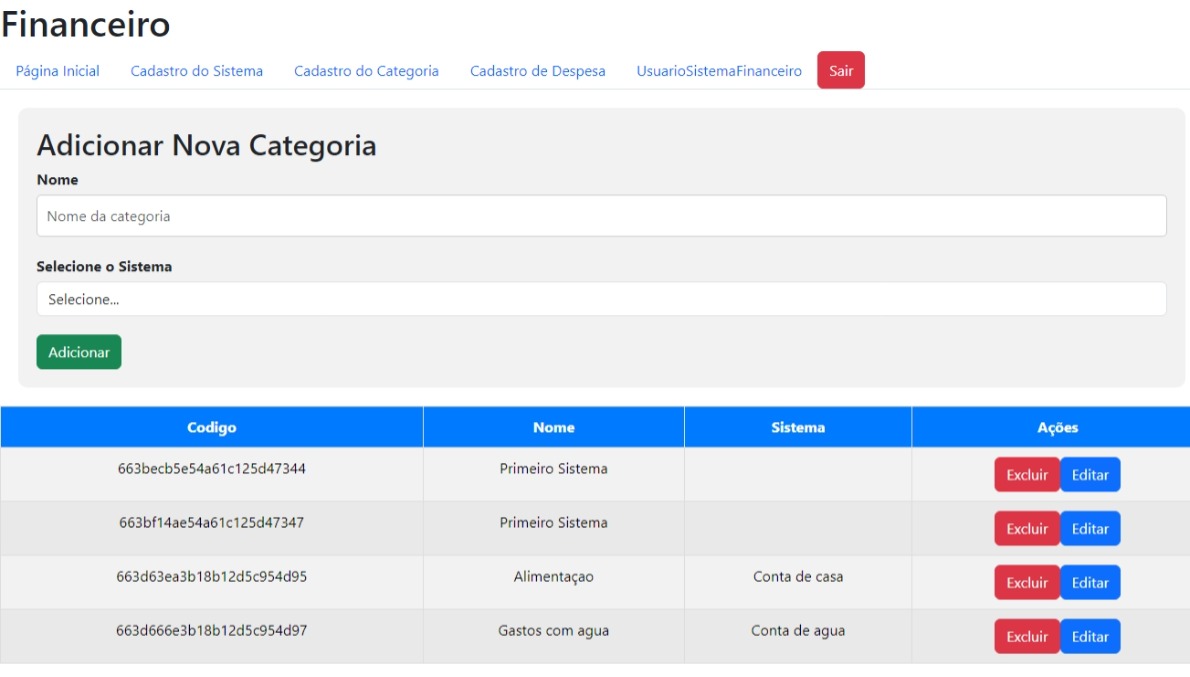 Financeiro
Página Inicial Cadastro do Sistema Cadastro do Categoria Cadastro de Despesa UsuarioSistemaFinanceiro Sair
Adicionar Nova Categoria
Nome
Nome da categoria
Selecione o Sistema
Selecione...
Adicionar
Codigo Nome Sistema Ações
663becb5e54a61c125d47344 Primeiro Sistema Excluir Editar
663bf14ae54a61c125d47347 Primeiro Sistema Excluir Editar
663d63ea3b18b12d5c954d95 Alimentaçao Conta de casa Excluir Editar
663d666e3b18b12d5c954d97 Gastos com agua Conta de agua Excluir Editar